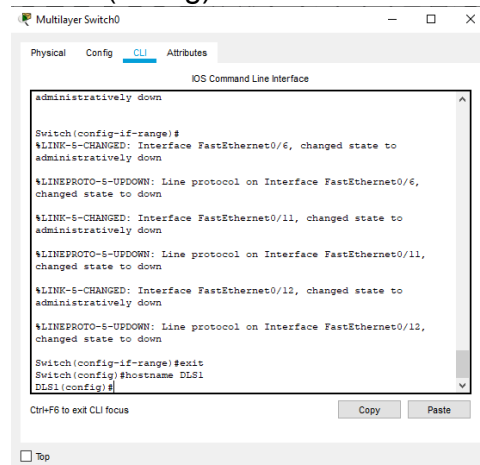 Multilayer Switch0
Physical Config CLI Attributes
IOS Command Line Interface
administratively down
Switch(config-if-range)#
%LINK-5-CHANGED: Interface FastEthernet0/6, changed state to
administratively down
%LINEPROTO-5-UPDOWN: Line protocol on Interface FastEthernet0/6,
changed state to down
%LINK-5-CHANGED: Interface FastEthernet0/11, changed state to
administratively down
%LINEPROTO-5-UPDOWN: Line protocol on Interface FastEthernet0/11,
changed state to down
%LINK-5-CHANGED: Interface FastEthernet0/12, changed state to
administratively down
%LINEPROTO-5-UPDOWN: Line protocol on Interface FastEthernet0/12,
changed state to down
Switch(config-if-range)#exit
Switch(config)#hostname DLS1
DLS1(config)#
Ctrl+F6 to exit CLI focus
Copy Paste
Top